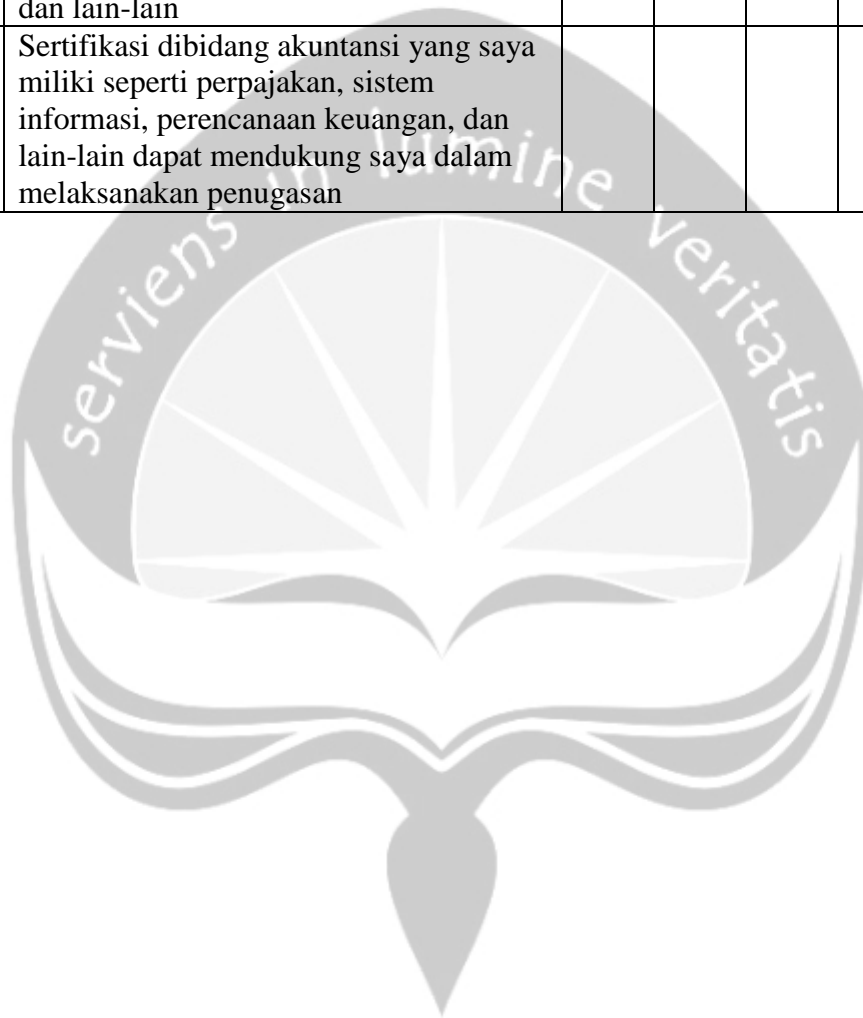 dan lain-lain
Sertifikasi dibidang akuntansi yang saya
miliki seperti perpajakan, sistem
informasi, perencanaan keuangan, dan
lain-lain dapat mendukung saya dalam
melaksanakan penugasan
serviens in lumine veritatis